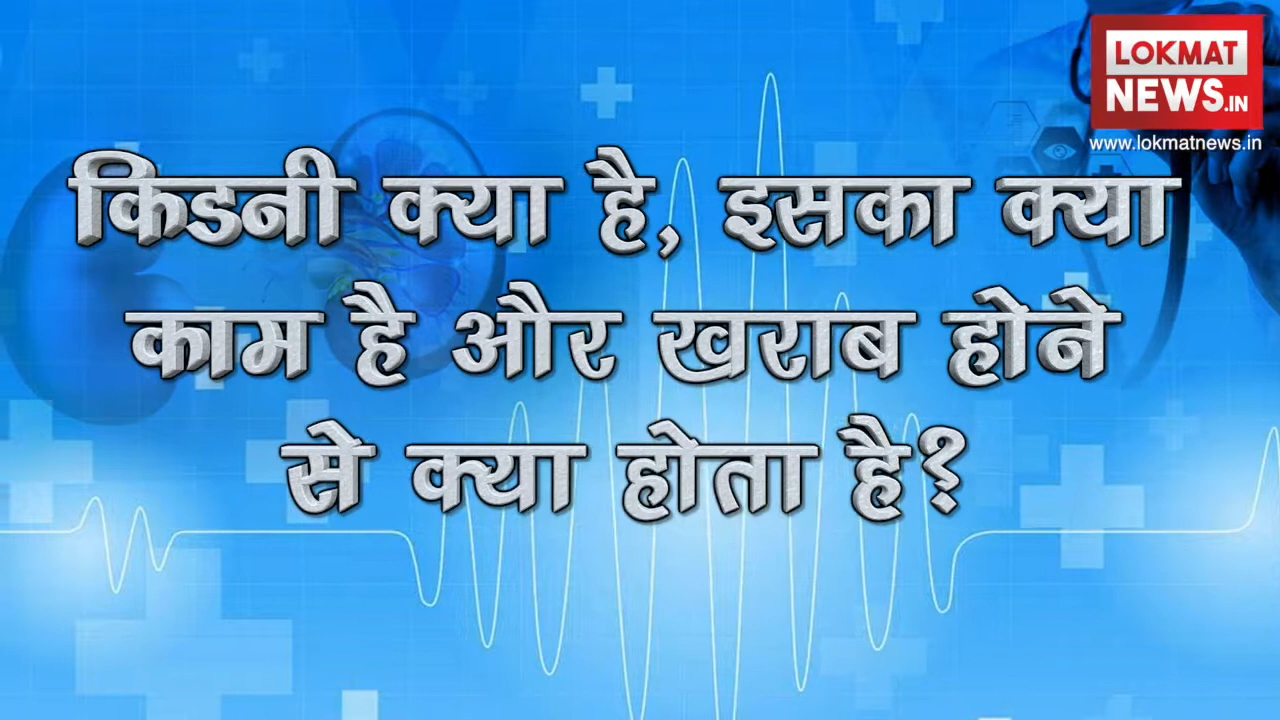 LOKMAT
NEWS.IN
www.lokmatnews.in
किडनी क्या है, इसका क्या
काम है और खराब होने
से क्या होता है?